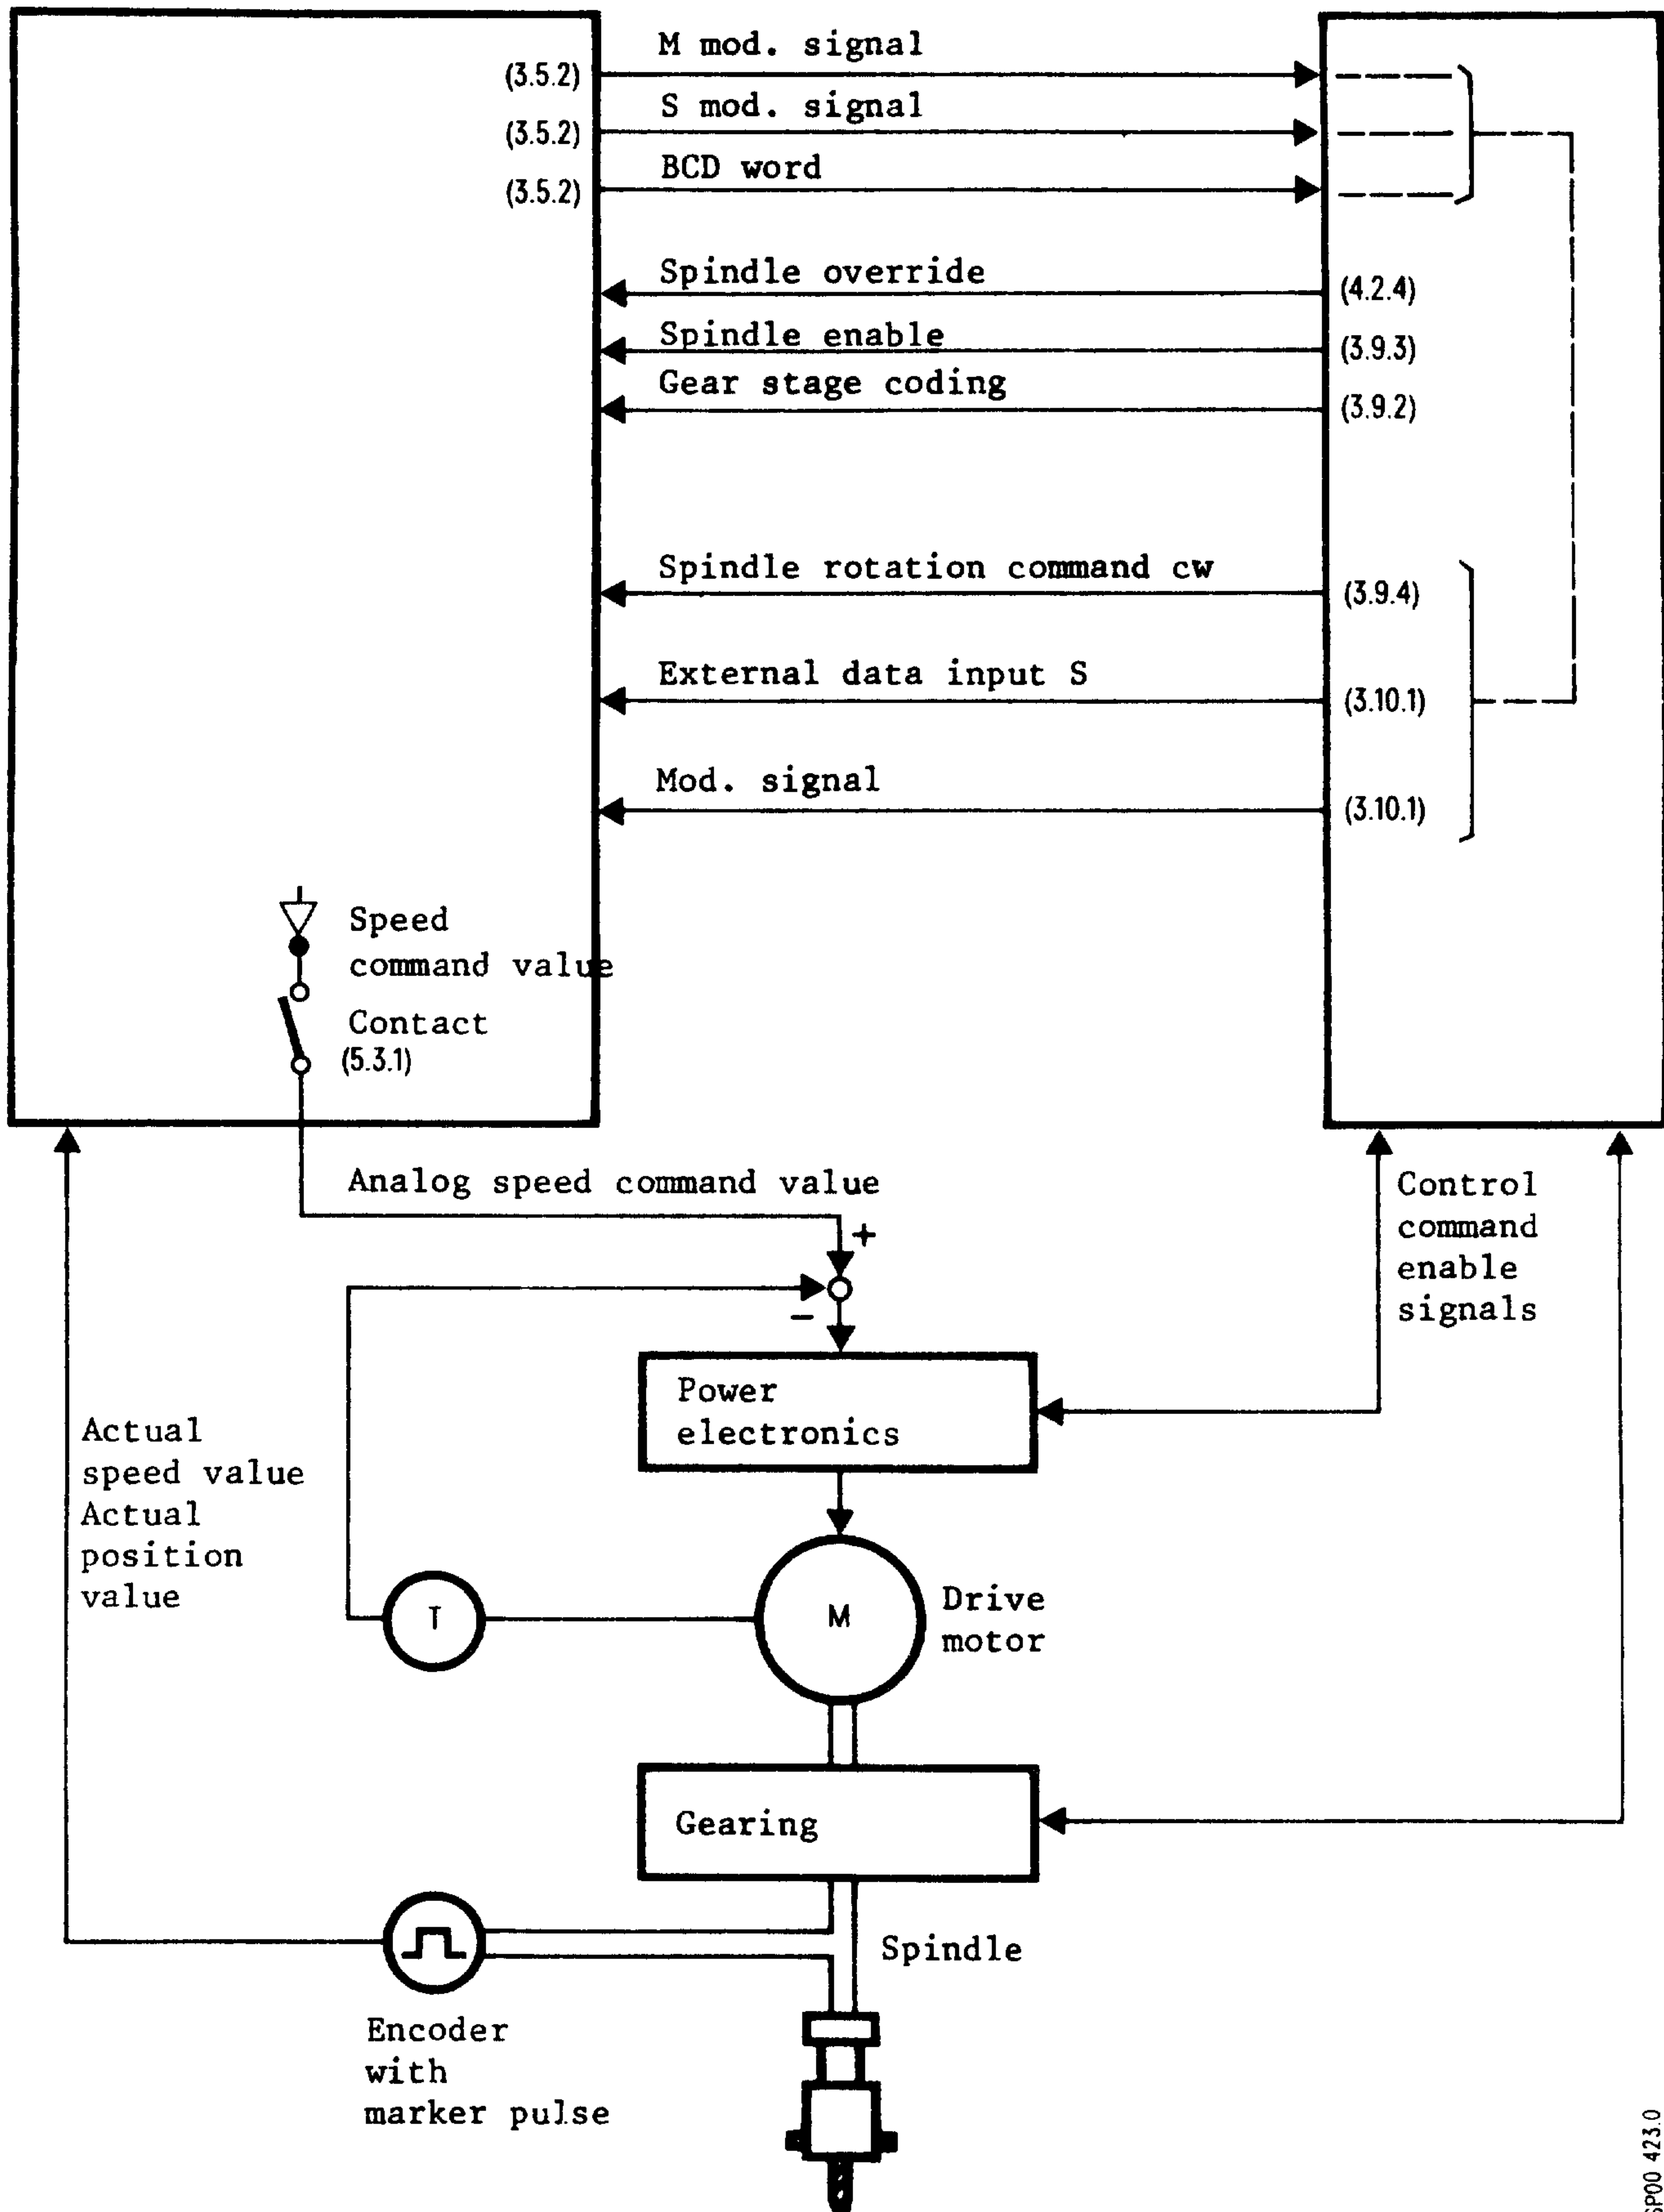 M mod. signal
(3.5.2)
S mod. signal
(3.5.2)
BCD word
(3.5.2)
Spindle override
(4.2.4)
Spindle enable
(3.9.3)
Gear stage coding
(3.9.2)
Spindle rotation command cw
(3.9.4)
External data input S
(3.10.1)
Mod. signal
(3.10.1)
Speed
command value
Contact
(5.3.1)
Analog speed command value
+
−
Control
command
enable
signals
Power
electronics
Actual
speed value
Actual
position
value
T
M
Drive
motor
Gearing
Spindle
Encoder
with
marker pulse
SP00 423.0